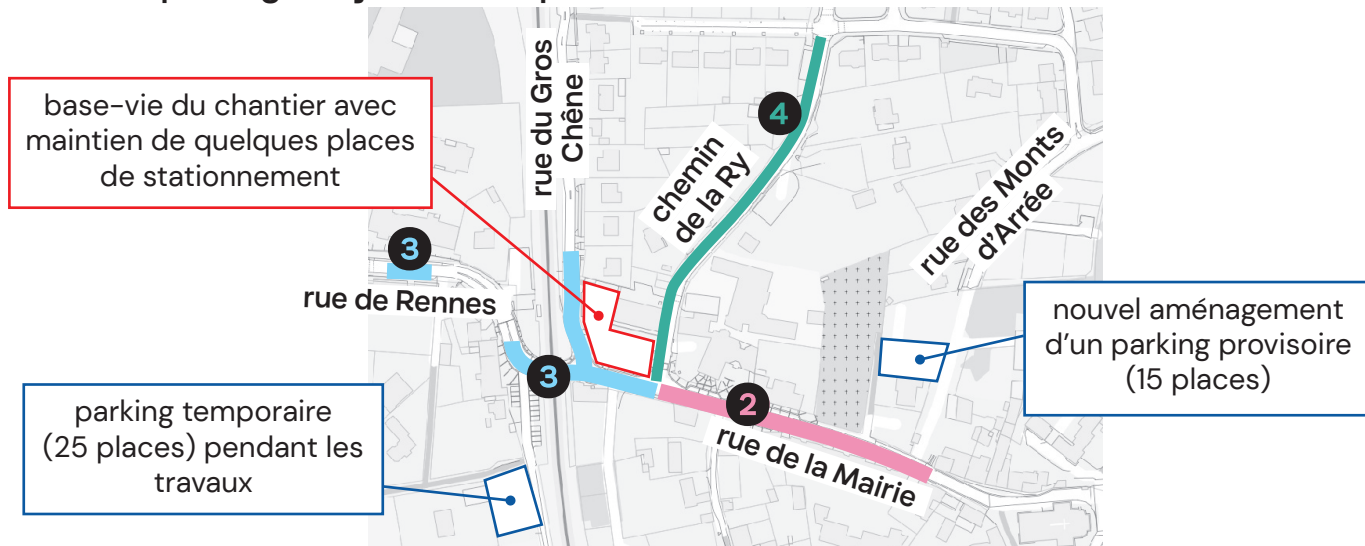 base-vie du chantier avec
maintien de quelques places
de stationnement
rue du Gros
Chêne
4
chemin
de la Ry
rue des Monts
d'Arrée
3
rue de Rennes
nouvel aménagement
d'un parking provisoire
(15 places)
3
2
rue de la Mairie
parking temporaire
(25 places) pendant les
travaux